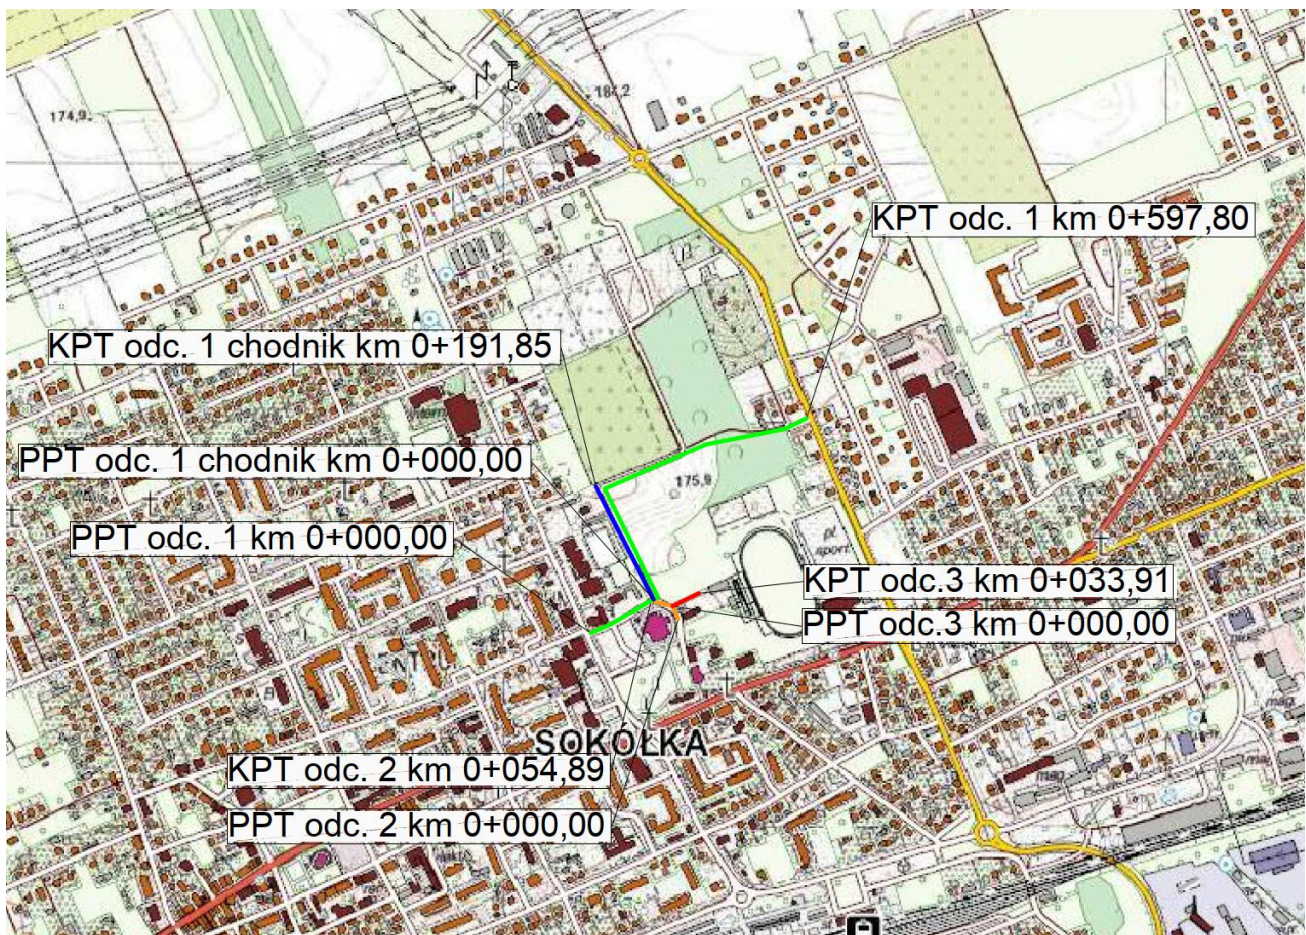 184,2
174,9
KPT odc. 1 km 0+597,80
KPT odc. 1 chodnik km 0+191,85
PPT odc. 1 chodnik km 0+000,00
175,9
PPT odc. 1 km 0+000,00
pl
sport
KPT odc.3 km 0+033,91
PPT odc.3 km 0+000,00
SOKÓŁKA
KPT odc. 2 km 0+054,89
PPT odc. 2 km 0+000,00